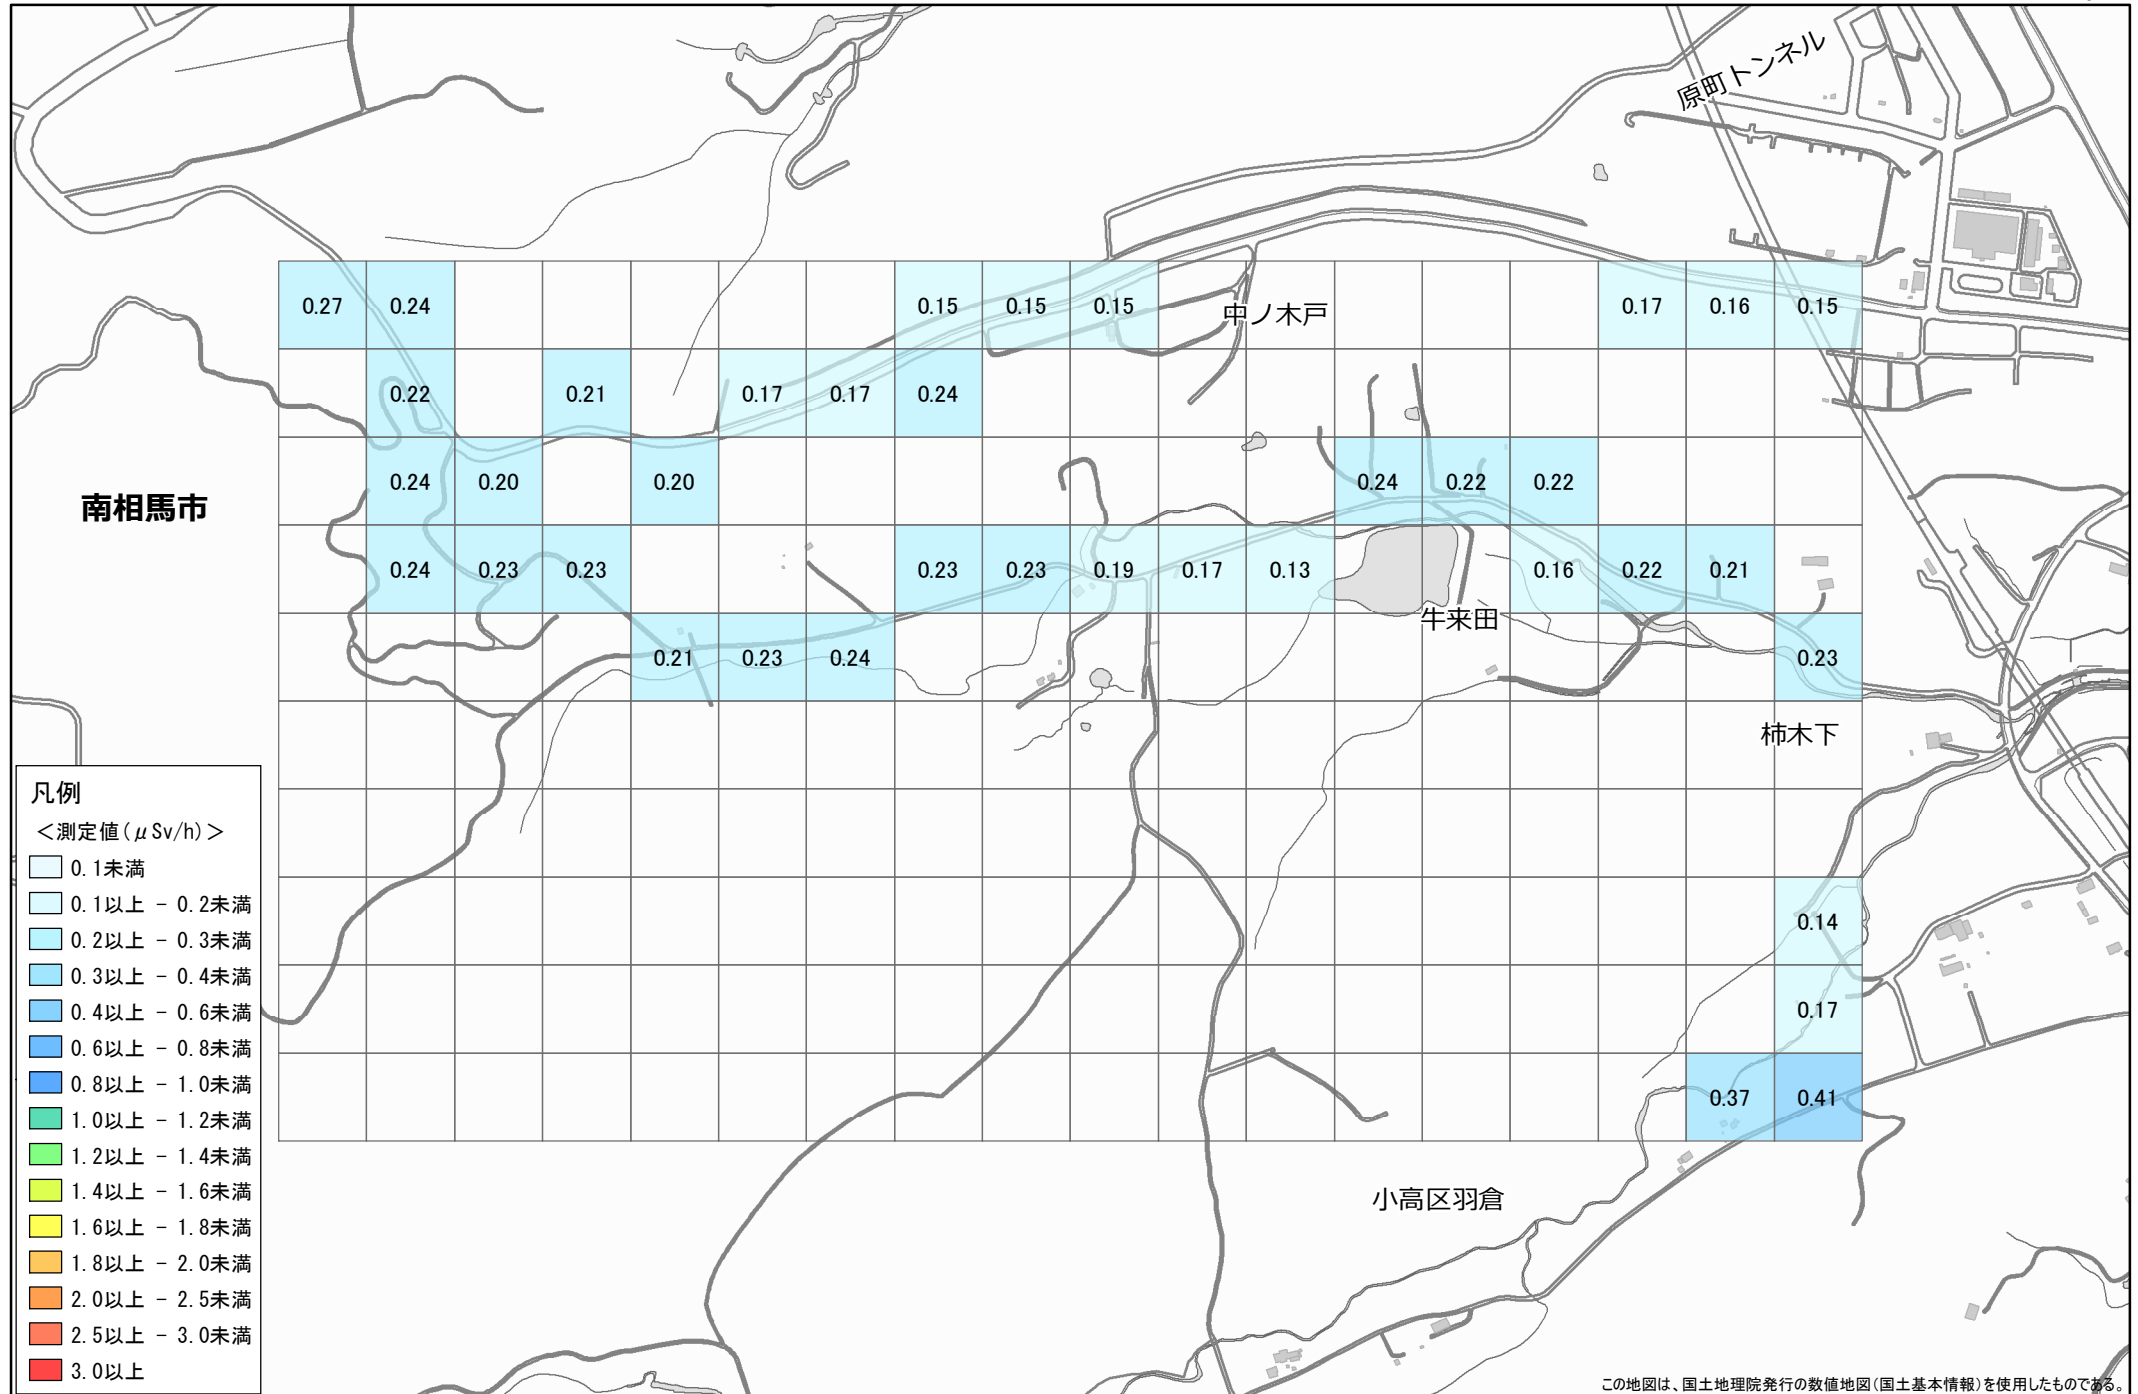 原町トンネル
0.27 0.24 0.15 0.15 0.15 中ノ木戸 0.17 0.16 0.15
0.22 0.21 0.17 0.17 0.24
0.24 0.20 0.20 0.24 0.22 0.22
南相馬市
0.24 0.23 0.23 0.23 0.23 0.19 0.17 0.13 0.16 0.22 0.21
牛来田
0.21 0.23 0.24 0.23
柿木下
0.14
0.17
0.37 0.41
小高区羽倉
凡例
＜測定値(μSv/h)＞
0.1未満
0.1以上 - 0.2未満
0.2以上 - 0.3未満
0.3以上 - 0.4未満
0.4以上 - 0.6未満
0.6以上 - 0.8未満
0.8以上 - 1.0未満
1.0以上 - 1.2未満
1.2以上 - 1.4未満
1.4以上 - 1.6未満
1.6以上 - 1.8未満
1.8以上 - 2.0未満
2.0以上 - 2.5未満
2.5以上 - 3.0未満
3.0以上
この地図は、国土地理院発行の数値地図(国土基本情報)を使用したものである。